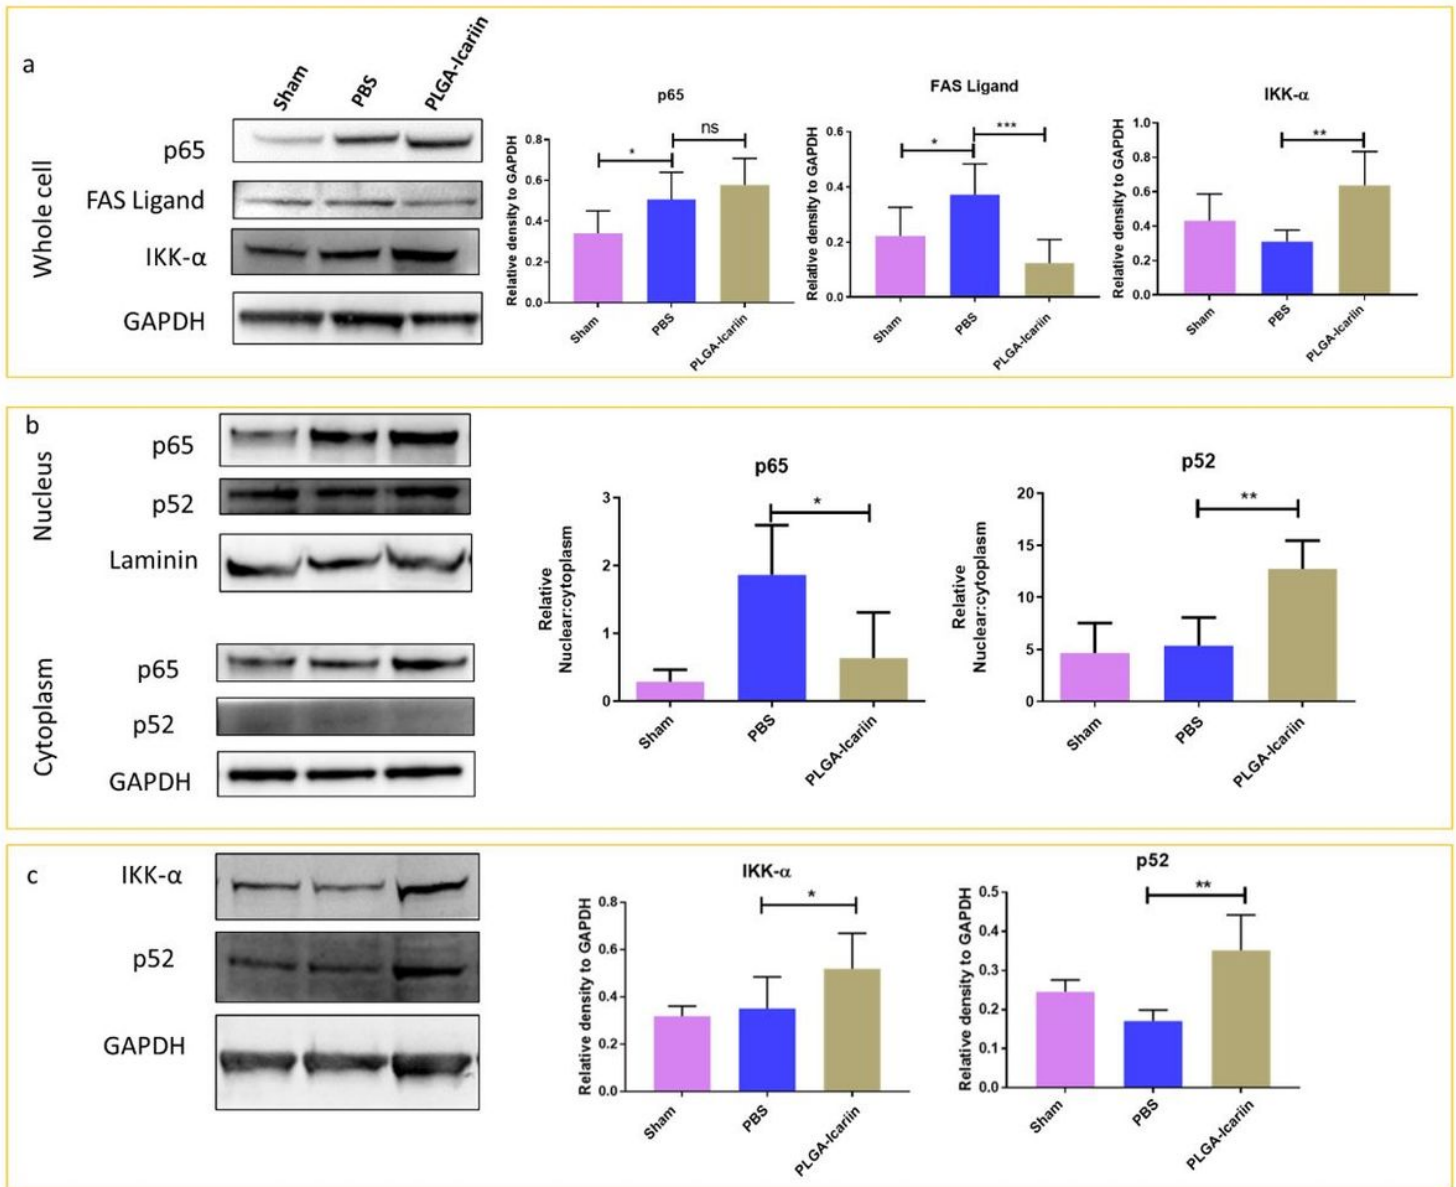 a
Whole cell
Sham
PBS
PLGA-Icariin
p65
FAS Ligand
IKK-α
GAPDH
p65
Relative density to GAPDH
0.8
0.6
0.4
0.2
0.0
*
ns
Sham
PBS
PLGA-Icariin
FAS Ligand
Relative density to GAPDH
0.6
0.4
0.2
0.0
*
***
Sham
PBS
PLGA-Icariin
IKK-α
Relative density to GAPDH
1.0
0.8
0.6
0.4
0.2
0.0
**
Sham
PBS
PLGA-Icariin
b
Nucleus
p65
p52
Laminin
Cytoplasm
p65
p52
GAPDH
p65
Relative
Nuclear:cytoplasm
3
2
1
0
*
Sham
PBS
PLGA-Icariin
p52
Relative
Nuclear:cytoplasm
20
15
10
5
0
**
Sham
PBS
PLGA-Icariin
c
IKK-α
p52
GAPDH
IKK-α
Relative density to GAPDH
0.8
0.6
0.4
0.2
0.0
*
Sham
PBS
PLGA-Icariin
p52
Relative density to GAPDH
0.5
0.4
0.3
0.2
0.1
0.0
**
Sham
PBS
PLGA-Icariin